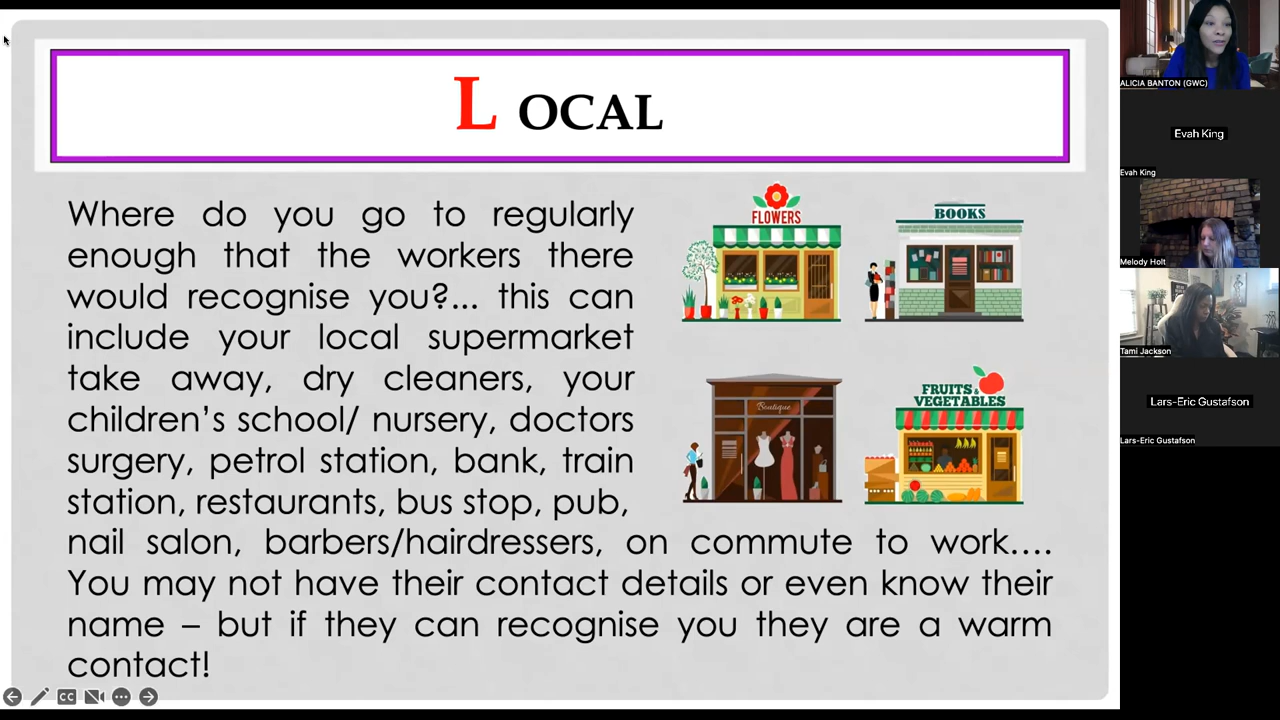 L OCAL
Where do you go to regularly
enough that the workers there
would recognise you?... this can
include your local supermarket
take away, dry cleaners, your
children’s school/ nursery, doctors
surgery, petrol station, bank, train
station, restaurants, bus stop, pub,
nail salon, barbers/hairdressers, on commute to work....
You may not have their contact details or even know their
name – but if they can recognise you they are a warm
contact!
FLOWERS
BOOKS
Boutique
FRUITS &
VEGETABLES
CC
ALICIA BANTON (GWC)
Evah King
Evah King
Melody Holt
Tami Jackson
Lars-Eric Gustafson
Lars-Eric Gustafson